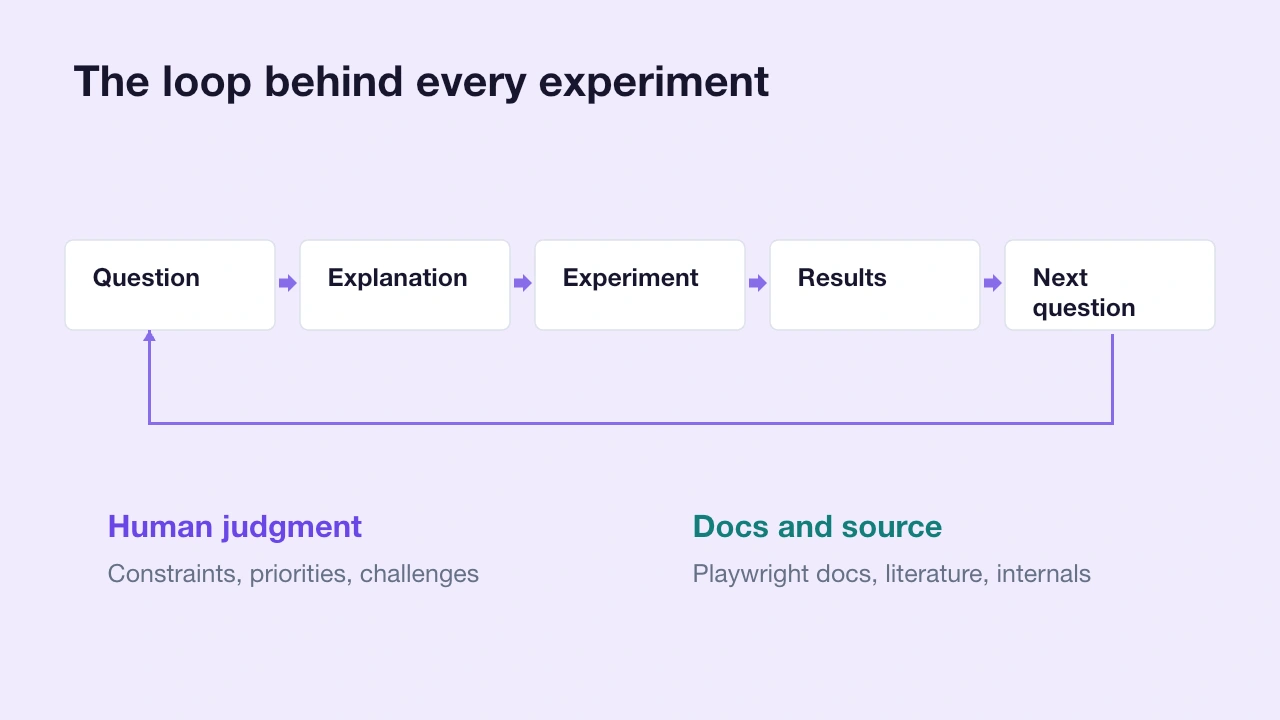 The loop behind every experiment
Question
Explanation
Experiment
Results
Next
question
Human judgment
Constraints, priorities, challenges
Docs and source
Playwright docs, literature, internals